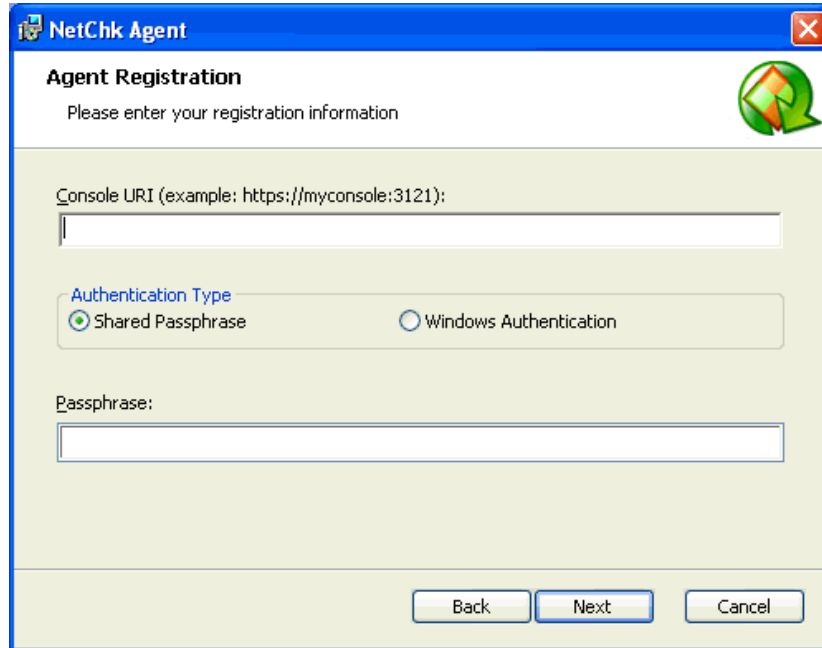 NetChk Agent
Agent Registration
Please enter your registration information
Console URI (example: https://myconsole:3121):
Authentication Type
Shared Passphrase Windows Authentication
Passphrase:
Back Next Cancel